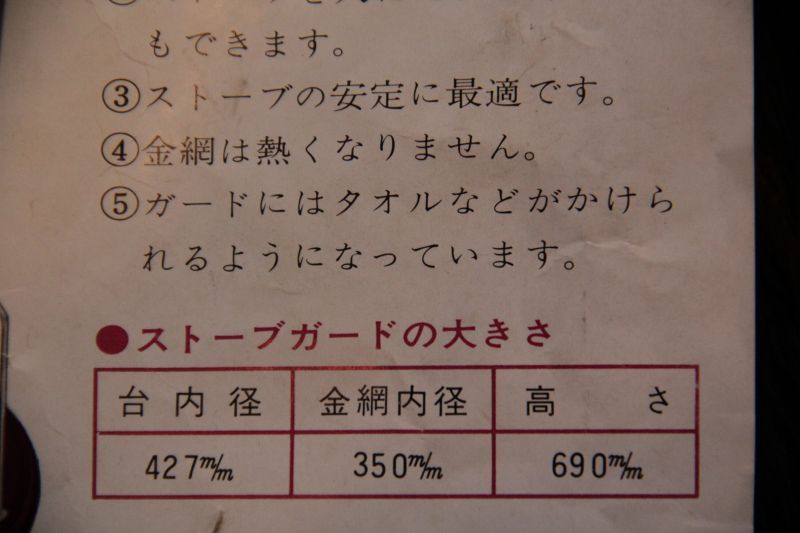 もできます。
③ストーブの安定に最適です。
④金網は熱くなりません。
⑤ガードにはタオルなどがかけら
れるようになっています。
●ストーブガードの大きさ
台内径 金網内径 高さ
427m/m 350m/m 690m/m